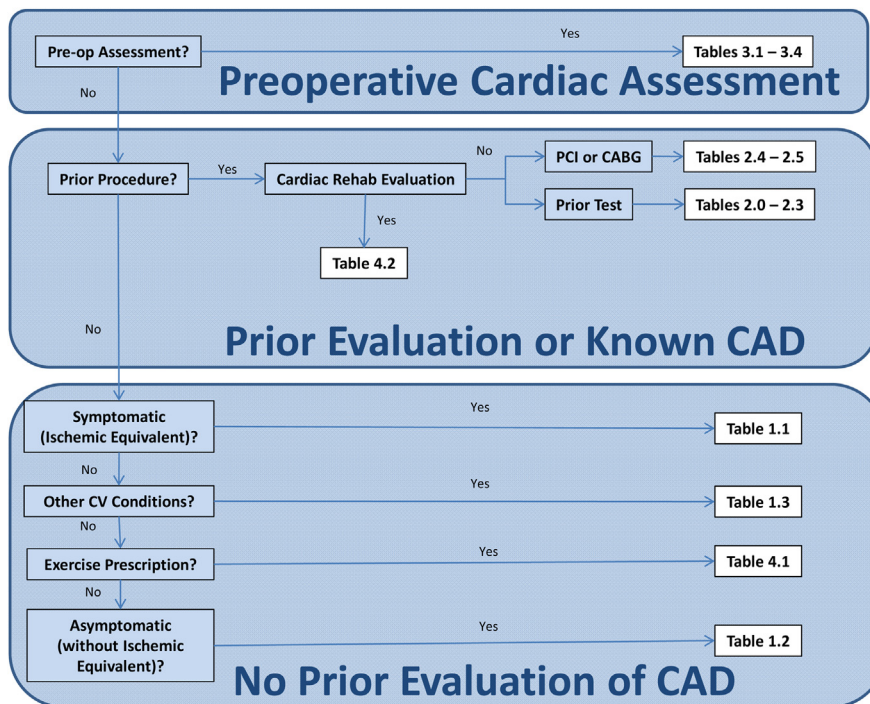 Pre-op Assessment?
Yes
Tables 3.1 – 3.4
No
Preoperative Cardiac Assessment
Prior Procedure?
Yes
Cardiac Rehab Evaluation
No
PCI or CABG
Tables 2.4 – 2.5
Prior Test
Tables 2.0 – 2.3
Yes
Table 4.2
No
Prior Evaluation or Known CAD
Symptomatic
(Ischemic Equivalent)?
Yes
Table 1.1
No
Other CV Conditions?
Yes
Table 1.3
No
Exercise Prescription?
Yes
Table 4.1
No
Asymptomatic
(without Ischemic
Equivalent)?
Yes
Table 1.2
No Prior Evaluation of CAD